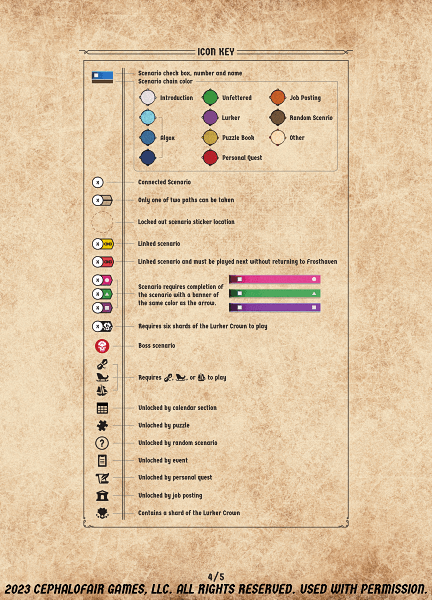 ICON KEY
Scenario check box, number and name
Scenario chain color
Introduction
Unfettered
Job Posting
Lurker
Random Scenario
Algox
Puzzle Book
Other
Personal Quest
X Connected Scenario
X Only one of two paths can be taken
Locked out scenario sticker location
X Linked scenario
X Linked scenario and must be played next without returning to Frosthaven
X
X
X
Scenario requires completion of
the scenario with a banner of
the same color as the arrow.
X Requires six shards of the Lurker Crown to play
Boss scenario
Requires , , or to play
Unlocked by calendar section
Unlocked by puzzle
? Unlocked by random scenario
Unlocked by event
Unlocked by personal quest
Unlocked by job posting
Contains a shard of the Lurker Crown
4/5
2023 CEPHALOFAIR GAMES, LLC. ALL RIGHTS RESERVED. USED WITH PERMISSION.